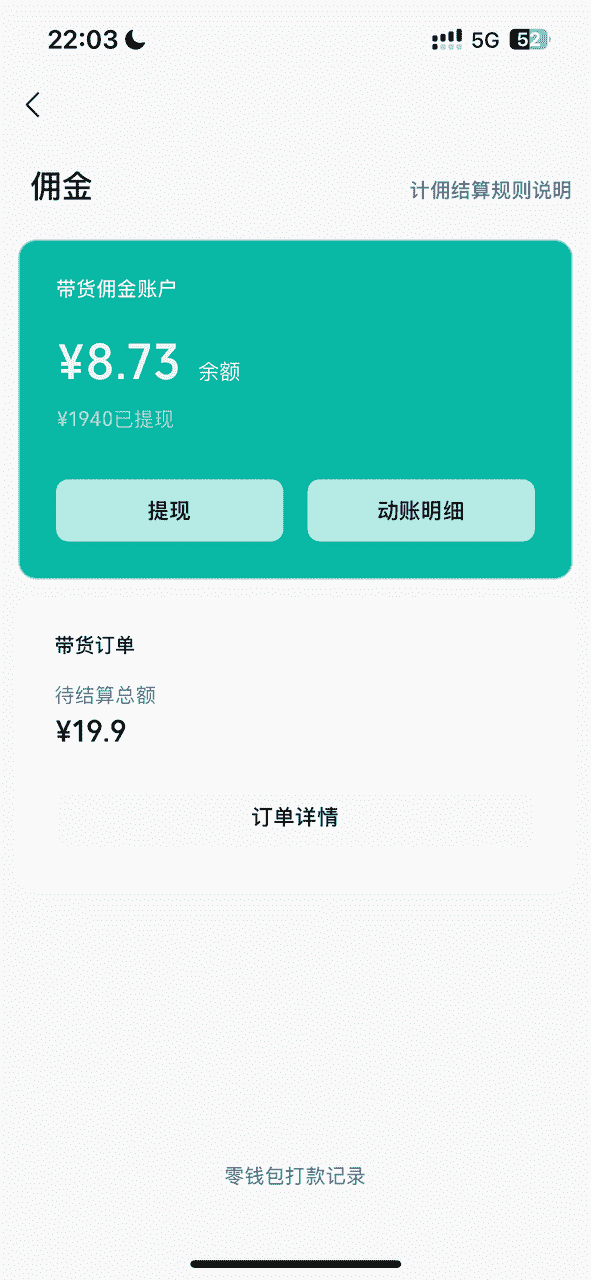 22:03 5G 52
佣金 计佣结算规则说明
带货佣金账户
¥8.73 余额
¥1940已提现
提现 动账明细
带货订单
待结算总额
¥19.9
订单详情
零钱包打款记录